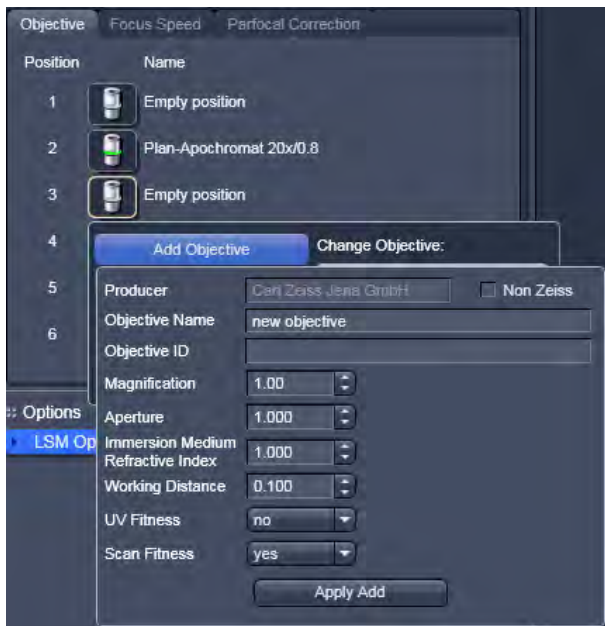 Objective Focus Speed Parfocal Correction
Position Name
1 Empty position
2 Plan-Apochromat 20x/0.8
3 Empty position
4 Add Objective Change Objective:
5 Producer Carl Zeiss Jena GmbH Non Zeiss
Objective Name new objective
6
Objective ID
Magnification 1.00
:: Options Aperture 1.000
LSM Op Immersion Medium
Refractive Index 1.000
Working Distance 0.100
UV Fitness no
Scan Fitness yes
Apply Add